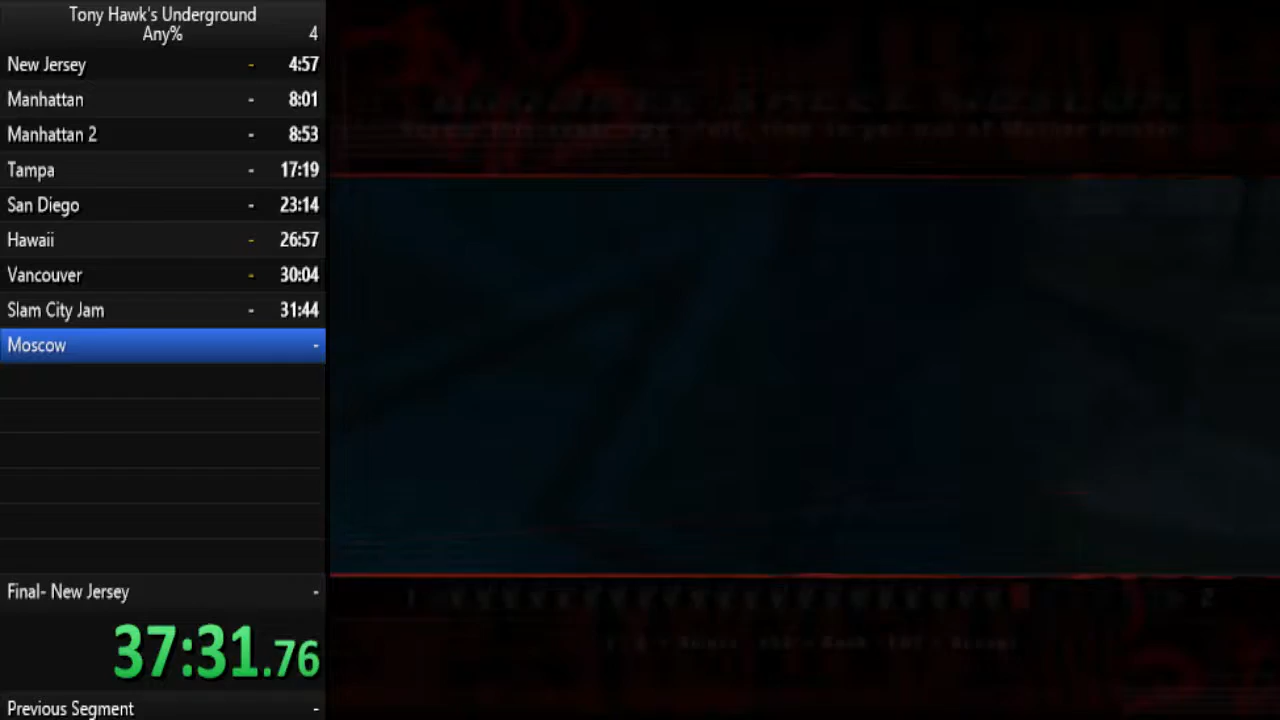 Tony Hawk's Underground
Any% 4
New Jersey - 4:57
Manhattan - 8:01
Manhattan 2 - 8:53
Tampa - 17:19
San Diego - 23:14
Hawaii - 26:57
Vancouver - 30:04
Slam City Jam - 31:44
Moscow -
Final- New Jersey -
37:31.76
Previous Segment -